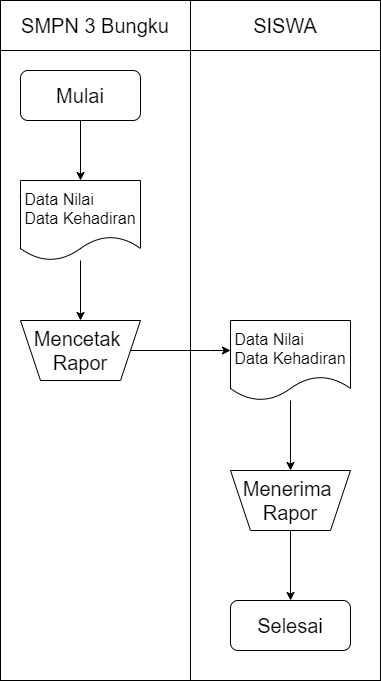 SMPN 3 Bungku
SISWA
Mulai
Data Nilai
Data Kehadiran
Mencetak
Rapor
Data Nilai
Data Kehadiran
Menerima
Rapor
Selesai